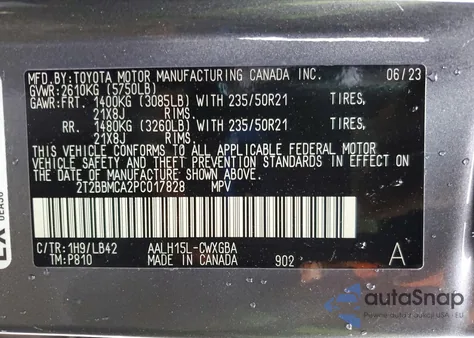 MFD.BY:TOYOTA MOTOR MANUFACTURING CANADA INC. 06/23
GVWR:2610KG (5750LB)
GAWR:FRT. 1400KG (3085LB) WITH 235/50R21 TIRES,
21X8J RIMS.
RR. 1480KG (3260LB) WITH 235/50R21 TIRES,
21X8J RIMS.
THIS VEHICLE CONFORMS TO ALL APPLICABLE FEDERAL MOTOR
VEHICLE SAFETY AND THEFT PREVENTION STANDARDS IN EFFECT ON
THE DATE OF MANUFACTURE SHOWN ABOVE.
2T2BBMCA2PC017828 MPV
C/TR:1H9/LB42 AALH15L-CWXGBA
TM:P810 MADE IN CANADA 902 A
autoSnap